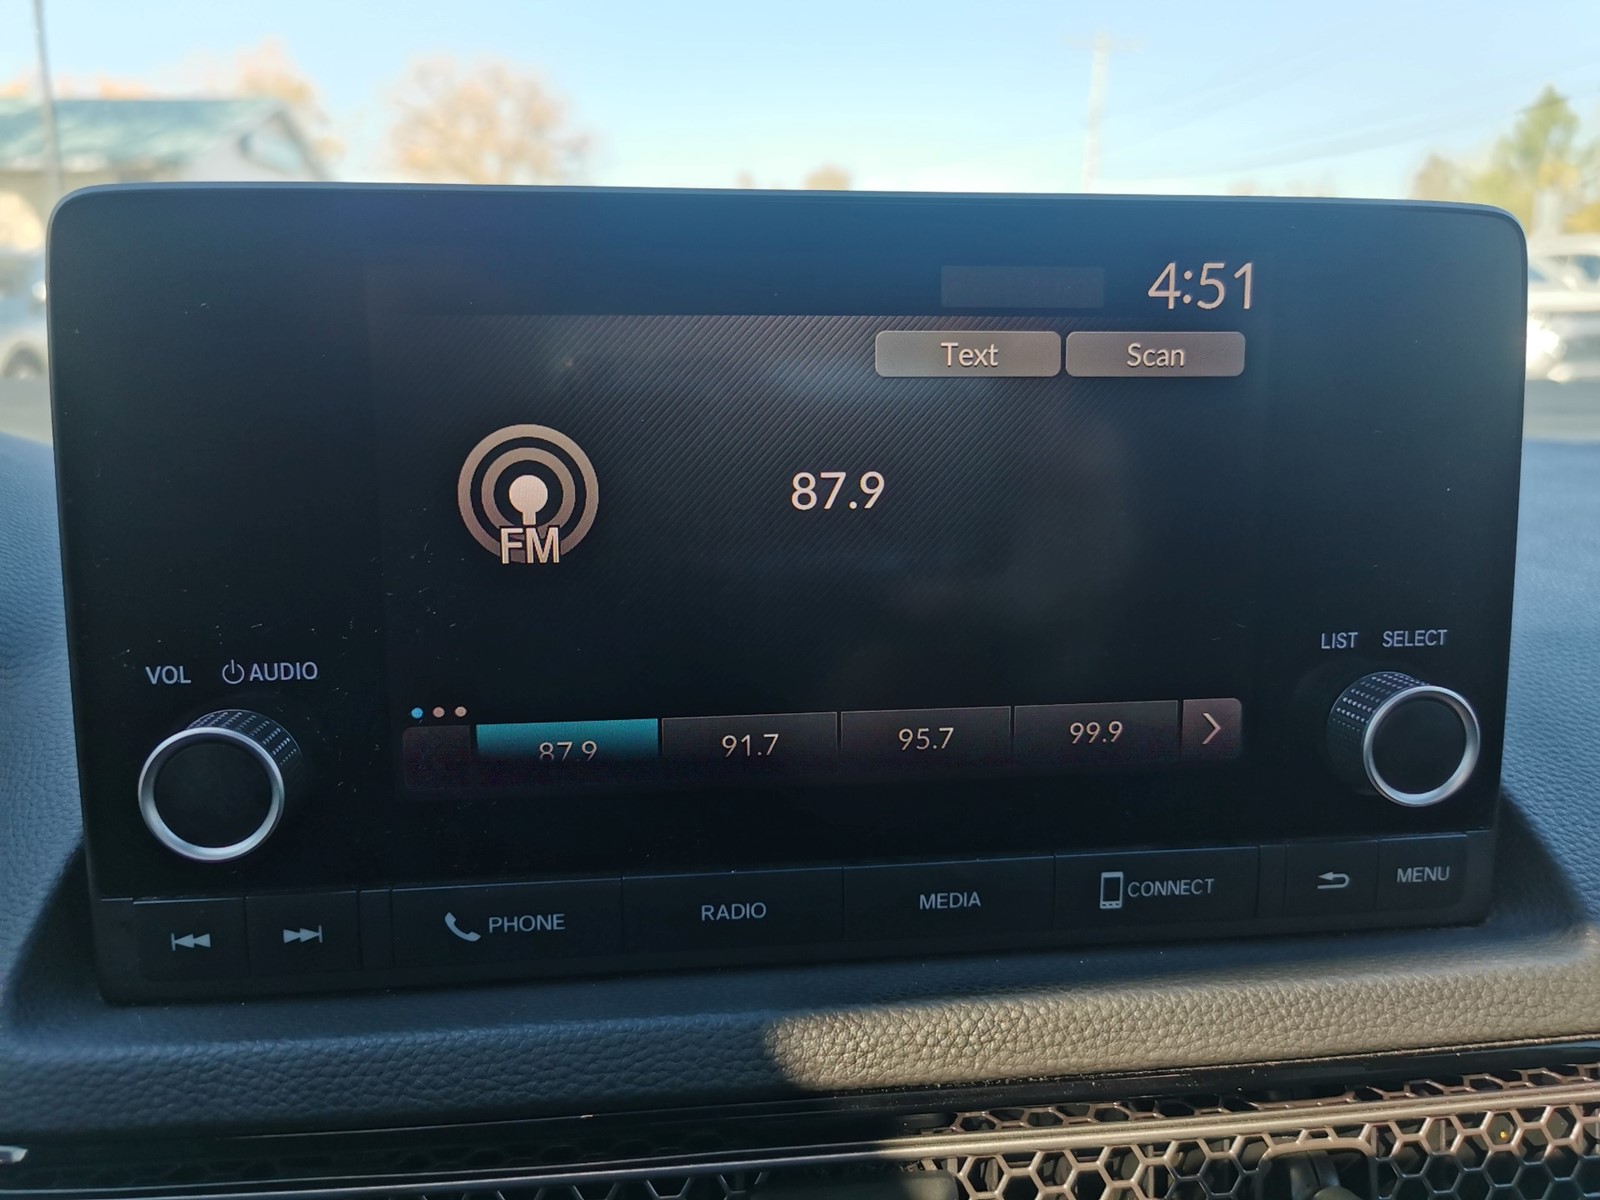 4:51
Text Scan
87.9
FM
LIST SELECT
VOL AUDIO
87.9 91.7 95.7 99.9
PHONE RADIO MEDIA CONNECT MENU